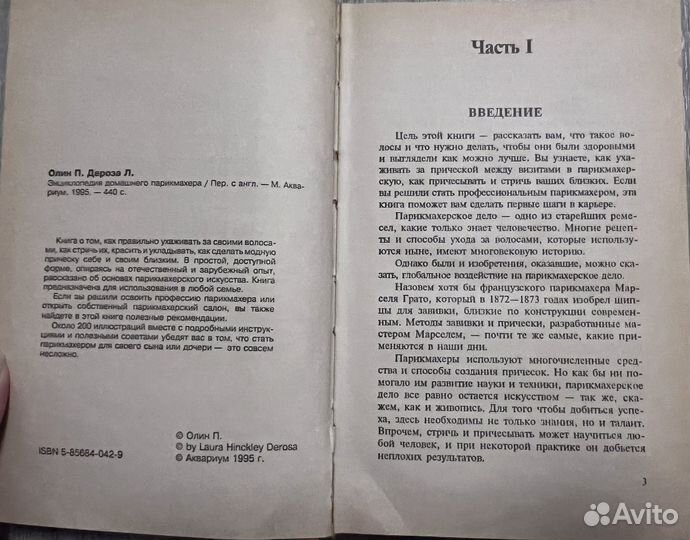 Олин П. Дероза Л.
Энциклопедия домашнего парикмахера / Пер. с англ. — М. Аква-
риум. 1995. — 440 с.
Книга о том, как правильно ухаживать за своими волоса-
ми, как стричь их, красить и укладывать, как сделать модную
прическу себе и своим близким. В простой, доступной
форме, опираясь на отечественный и зарубежный опыт,
рассказано об основах парикмахерского искусства. Книга
предназначена для использования в любой семье.
Если вы решили освоить профессию парикмахера или
открыть собственный парикмахерский салон, вы также
найдете в этой книге полезные рекомендации.
Около 200 иллюстраций вместе с подробными инструк-
циями и полезными советами убедят вас в том, что стать
парикмахером для своего сына или дочери — это совсем
несложно.
© Олин П.
© by Laura Hinckley Derosa
ISBN 5-85684-042-9
© Аквариум 1995 г.
Часть I
ВВЕДЕНИЕ
Цель этой книги — рассказать вам, что такое во-
лосы и что нужно делать, чтобы они были здоровыми
и выглядели как можно лучше. Вы узнаете, как уха-
живать за прической между визитами в парикмахер-
скую, как причесывать и стричь ваших близких. Если
вы решили стать профессиональным парикмахером, эта
книга поможет вам сделать первые шаги в карьере.
Парикмахерское дело — одно из старейших ремесел,
сел, какие только знает человечество. Многие рецеп-
ты и способы ухода за волосами, которые использу-
ются ныне, имеют многовековую историю.
Однако были и изобретения, оказавшие, можно ска-
зать, глобальное воздействие на парикмахерское дело.
Назовем хотя бы французского парикмахера Мар-
селя Грато, который в 1872—1873 годах изобрел щип-
цы для завивки, близкие по конструкции современ-
ным. Методы завивки и прически, разработанные ма-
стером Марселем, — почти те же самые, какие приме-
няются в наши дни.
Парикмахеры используют многочисленные сред-
ства и способы создания причесок. Но как бы ни по-
могало им развитие науки и техники, парикмахерское
дело все равно остается искусством — так же, ска-
жем, как и живопись. Для того чтобы добиться успе-
ха, здесь необходимы не только знания, но и талант.
Впрочем, стричь и причесывать может научиться лю-
бой человек, и при некоторой практике он добьется
неплохих результатов.
3
Avito